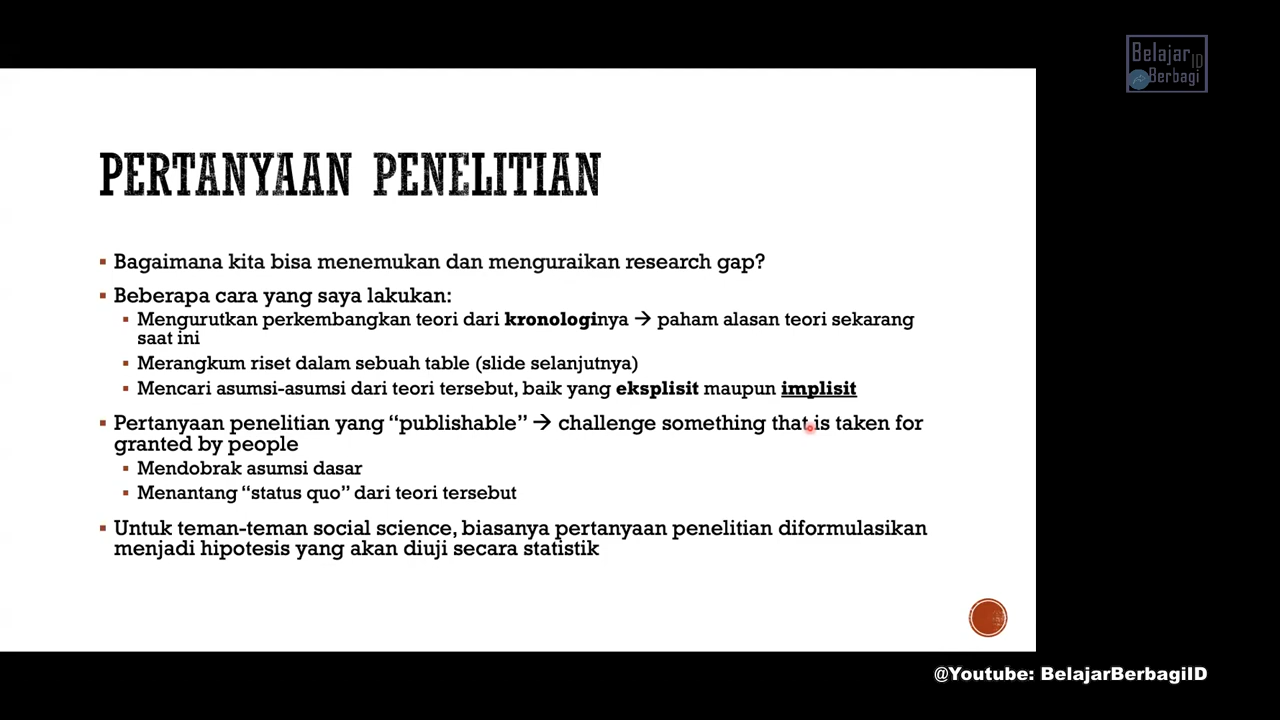 Belajar ID
Berbagi
PERTANYAAN PENELITIAN
▪ Bagaimana kita bisa menemukan dan menguraikan research gap?
▪ Beberapa cara yang saya lakukan:
▪ Mengurutkan perkembangkan teori dari kronologinya → paham alasan teori sekarang
saat ini
▪ Merangkum riset dalam sebuah table (slide selanjutnya)
▪ Mencari asumsi-asumsi dari teori tersebut, baik yang eksplisit maupun implisit
▪ Pertanyaan penelitian yang “publishable” → challenge something that is taken for
granted by people
▪ Mendobrak asumsi dasar
▪ Menantang “status quo” dari teori tersebut
▪ Untuk teman-teman social science, biasanya pertanyaan penelitian diformulasikan
menjadi hipotesis yang akan diuji secara statistik
@Youtube: BelajarBerbagiID